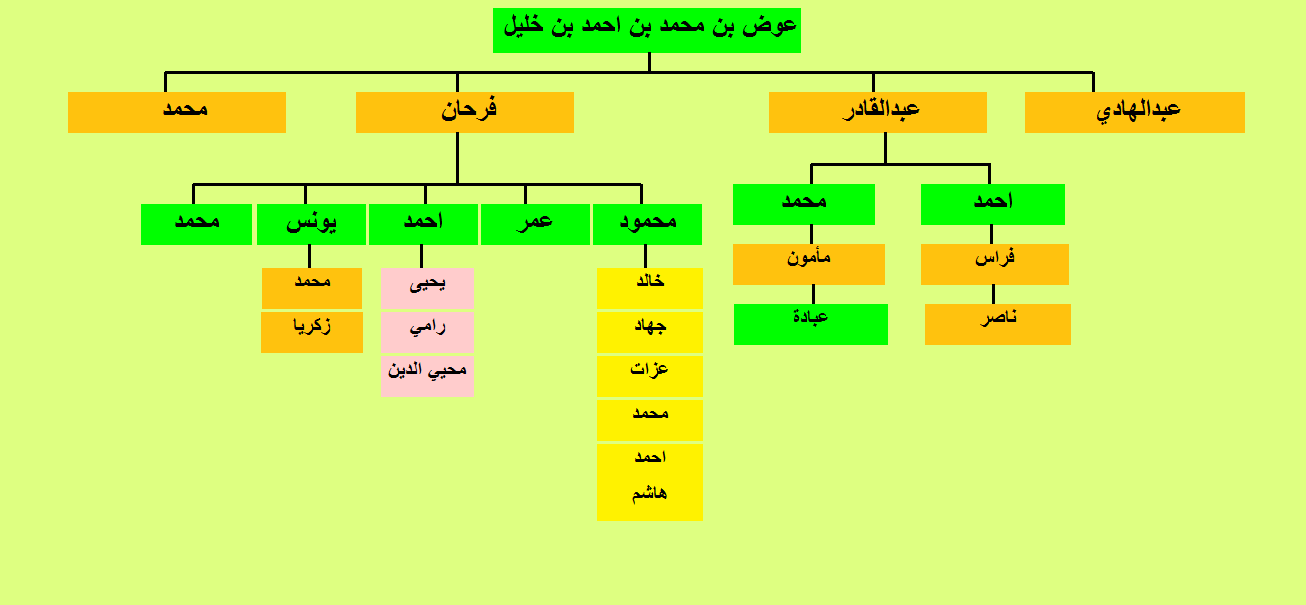 عوض بن محمد بن احمد بن خليل
عبدالهادي
عبدالقادر
فرحان
محمد
احمد
محمد
محمود
عمر
احمد
يونس
محمد
فراس
مأمون
ناصر
عبادة
خالد
جهاد
عزات
محمد
احمد
هاشم
يحيى
رامي
محيي الدين
محمد
زكريا